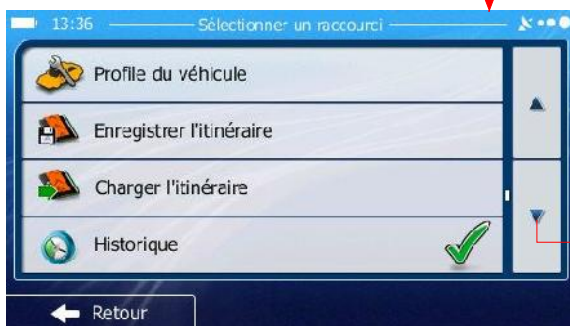 13:36 Sélectionner un raccourci
Profile du véhicule
Enregistrer l'itinéraire
Charger l'itinéraire
Historique
Retour